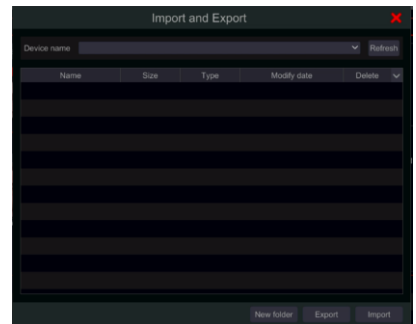 Import and Export
Device name Refresh
Name Size Type Modify date Delete
New folder Export Import